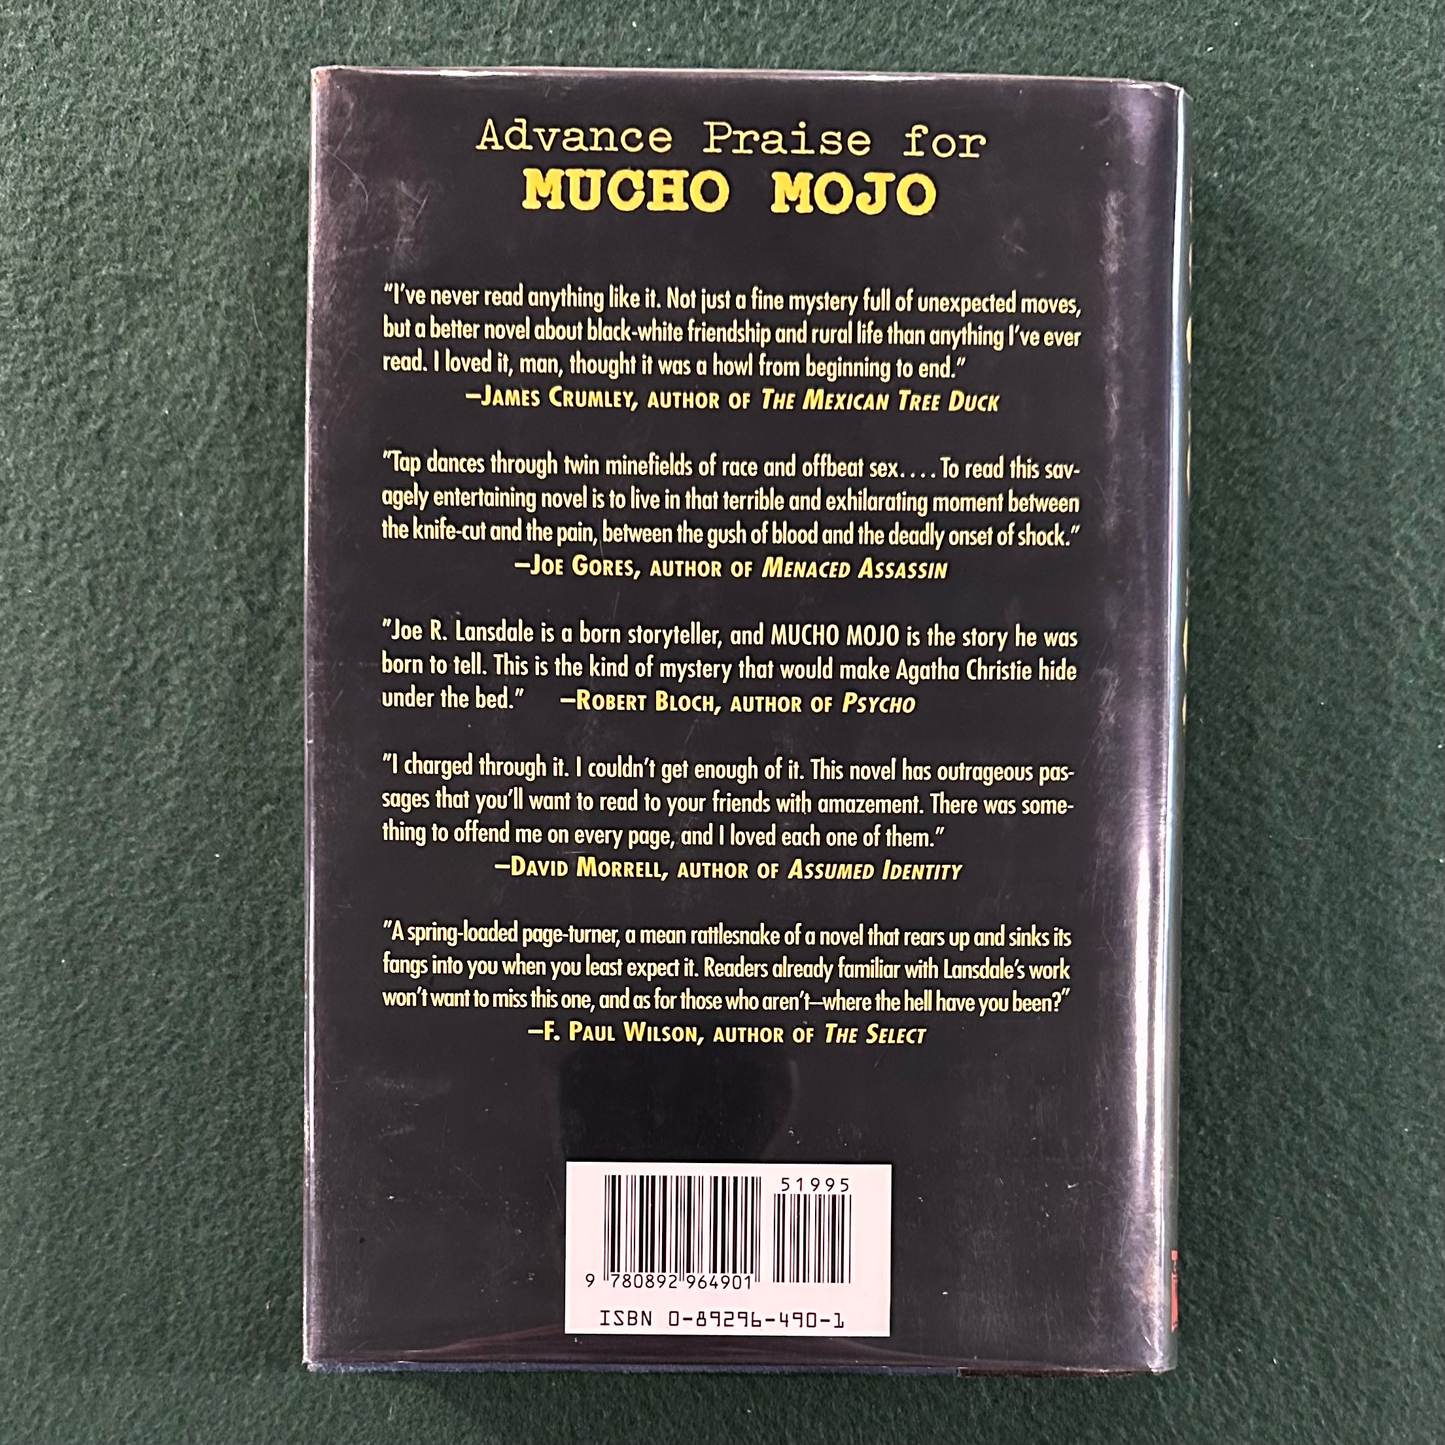 Advance Praise for
MUCHO MOJO
“I’ve never read anything like it. Not just a fine mystery full of unexpected moves,
but a better novel about black-white friendship and rural life than anything I’ve ever
read. I loved it, man, thought it was a howl from beginning to end.”
—JAMES CRUMLEY, AUTHOR OF THE MEXICAN TREE DUCK
“Tap dances through twin minefields of race and offbeat sex. . . . To read this sav-
agely entertaining novel is to live in that terrible and exhilarating moment between
the knife-cut and the pain, between the gush of blood and the deadly onset of shock.”
—JOE GORES, AUTHOR OF MENACED ASSASSIN
“Joe R. Lansdale is a born storyteller, and MUCHO MOJO is the story he was
born to tell. This is the kind of mystery that would make Agatha Christie hide
under the bed.” —ROBERT BLOCH, AUTHOR OF PSYCHO
“I charged through it. I couldn’t get enough of it. This novel has outrageous pas-
sages that you’ll want to read to your friends with amazement. There was some-
thing to offend me on every page, and I loved each one of them.”
—DAVID MORRELL, AUTHOR OF ASSUMED IDENTITY
“A spring-loaded page-turner, a mean rattlesnake of a novel that rears up and sinks its
fangs into you when you least expect it. Readers already familiar with Lansdale’s work
won’t want to miss this one, and as for those who aren’t—where the hell have you been?”
—F. PAUL WILSON, AUTHOR OF THE SELECT
51995
9 780892 964901
ISBN 0-89296-490-1